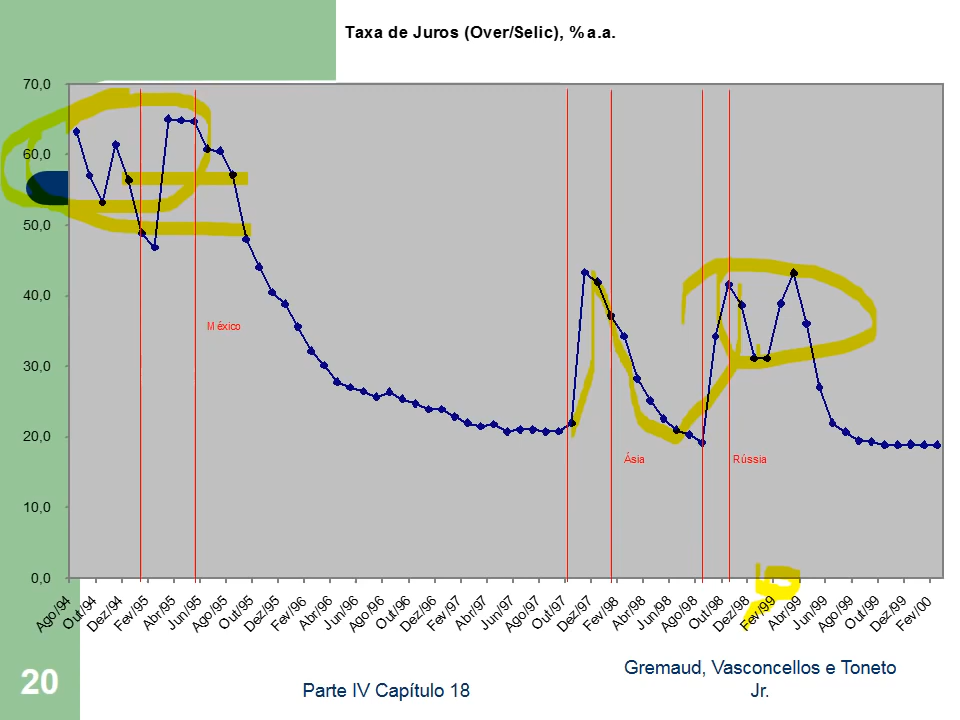 Taxa de Juros (Over/Selic), % a.a.
70,0
60,0
50,0
40,0
30,0
20,0
10,0
0,0
México
Ásia
Rússia
Ago/94
Out/94
Dez/94
Fev/95
Abr/95
Jun/95
Ago/95
Out/95
Dez/95
Fev/96
Abr/96
Jun/96
Ago/96
Out/96
Dez/96
Fev/97
Abr/97
Jun/97
Ago/97
Out/97
Dez/97
Fev/98
Abr/98
Jun/98
Ago/98
Out/98
Dez/98
Fev/99
Abr/99
Jun/99
Ago/99
Out/99
Dez/99
Fev/00
20
Parte IV Capítulo 18
Gremaud, Vasconcellos e Toneto
Jr.